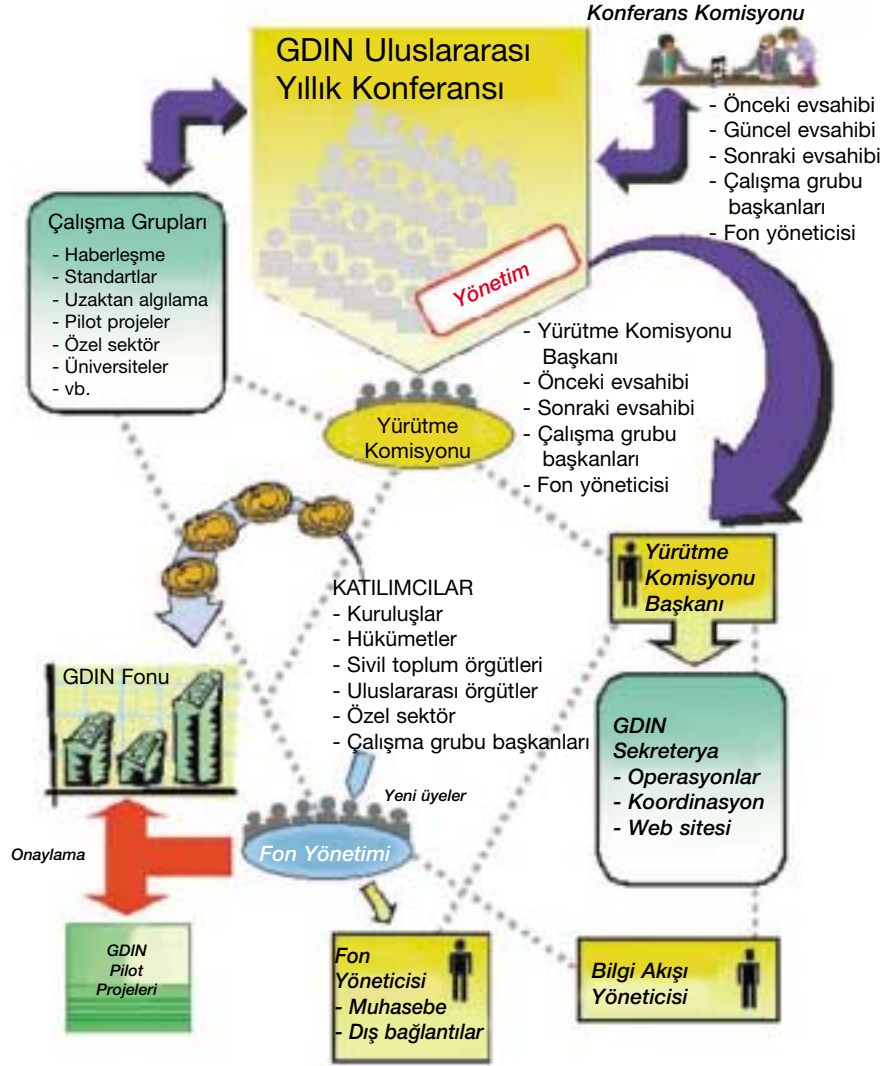 Konferans Komisyonu
GDIN Uluslararası
Yıllık Konferansı
- Önceki evsahibi
- Güncel evsahibi
- Sonraki evsahibi
- Çalışma grubu
başkanları
- Fon yöneticisi
Çalışma Grupları
- Haberleşme
- Standartlar
- Uzaktan algılama
- Pilot projeler
- Özel sektör
- Üniversiteler
- vb.
Yönetim
- Yürütme Komisyonu
Başkanı
- Önceki evsahibi
- Sonraki evsahibi
- Çalışma grubu
başkanları
- Fon yöneticisi
Yürütme
Komisyonu
Yürütme
Komisyonu
Başkanı
KATILIMCILAR
- Kuruluşlar
- Hükümetler
- Sivil toplum örgütleri
- Uluslararası örgütler
- Özel sektör
- Çalışma grubu başkanları
GDIN Fonu
GDIN
Sekreterya
- Operasyonlar
- Koordinasyon
- Web sitesi
Yeni üyeler
Onaylama
Fon Yönetimi
GDIN
Pilot
Projeleri
Fon
Yöneticisi
- Muhasebe
- Dış bağlantılar
Bilgi Akışı
Yöneticisi